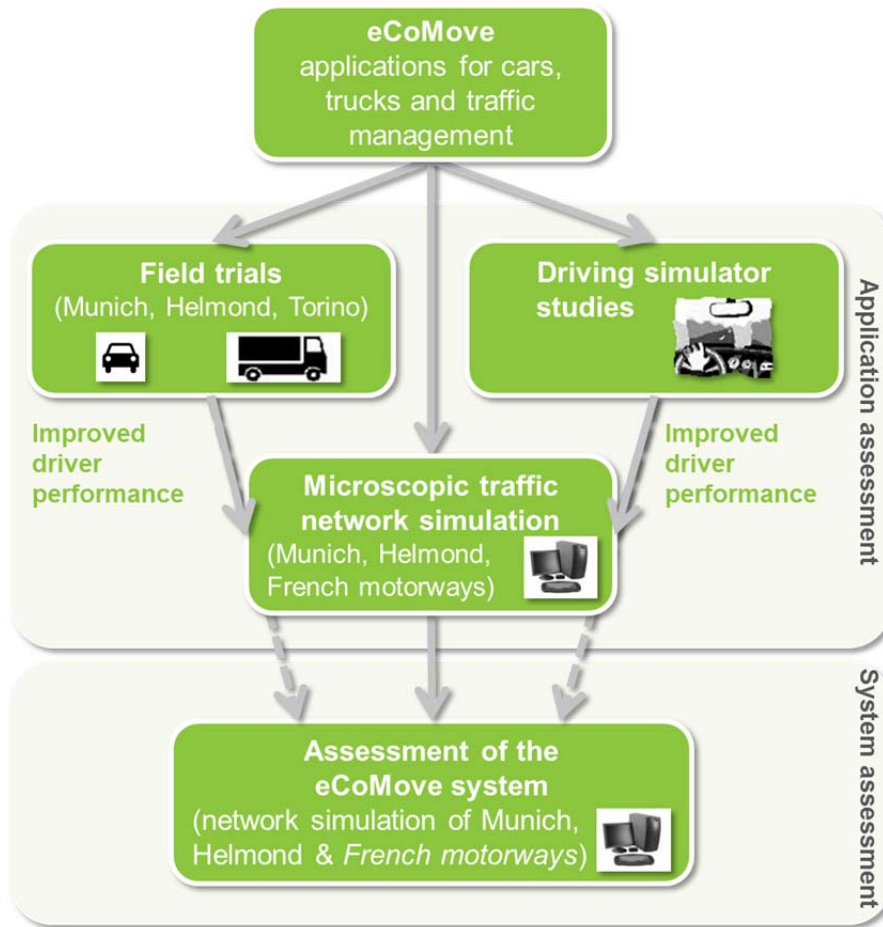 eCoMove
applications for cars,
trucks and traffic
management
Field trials
(Munich, Helmond, Torino)
Driving simulator
studies
Improved
driver
performance
Improved
driver
performance
Microscopic traffic
network simulation
(Munich, Helmond,
French motorways)
Application assessment
Assessment of the
eCoMove system
(network simulation of Munich,
Helmond & French motorways)
System assessment